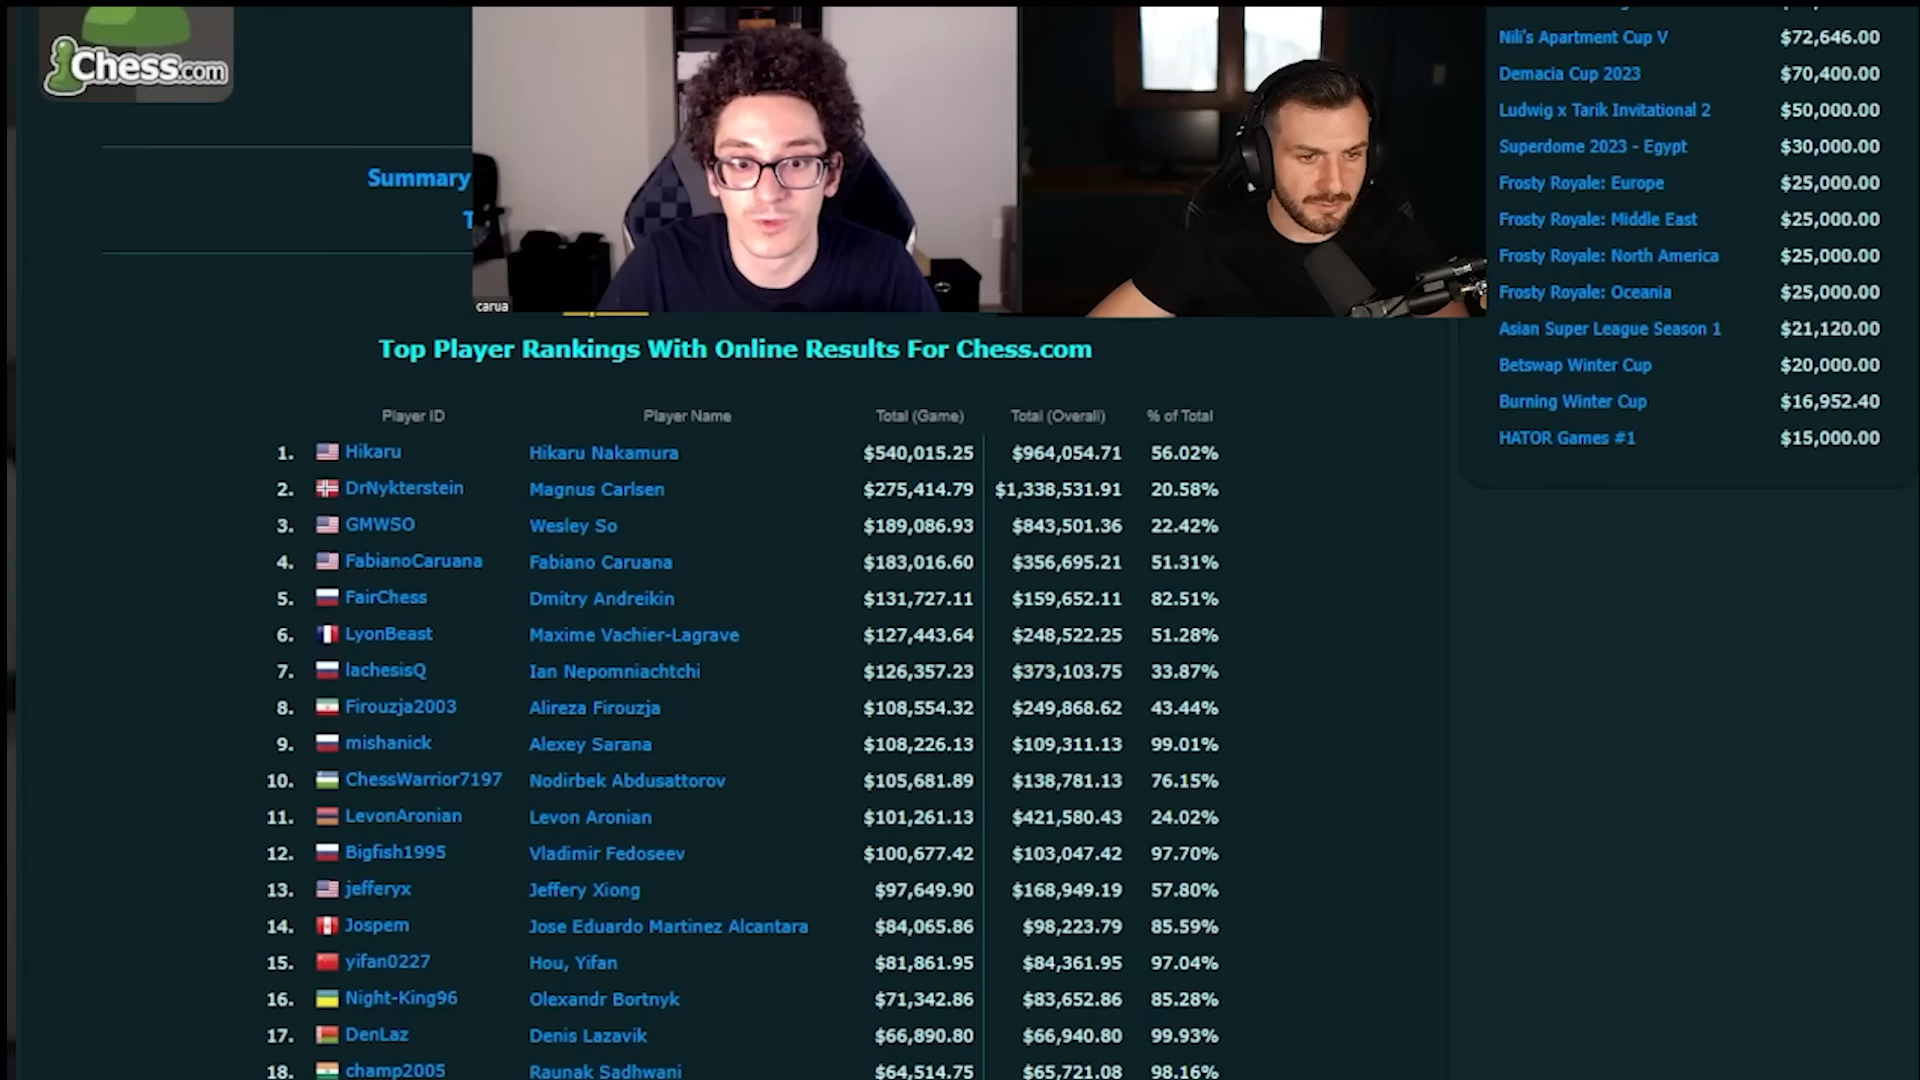 Chess.com
Summary
T
carua
Top Player Rankings With Online Results For Chess.com
Player ID Player Name Total (Game) Total (Overall) % of Total
1. Hikaru Hikaru Nakamura $540,015.25 $964,054.71 56.02%
2. DrNykterstein Magnus Carlsen $275,414.79 $1,338,531.91 20.58%
3. GMWSO Wesley So $189,086.93 $843,501.36 22.42%
4. FabianoCaruana Fabiano Caruana $183,016.60 $356,695.21 51.31%
5. FairChess Dmitry Andreikin $131,727.11 $159,652.11 82.51%
6. LyonBeast Maxime Vachier-Lagrave $127,443.64 $248,522.25 51.28%
7. lachesisQ Ian Nepomniachtchi $126,357.23 $373,103.75 33.87%
8. Firouzja2003 Alireza Firouzja $108,554.32 $249,868.62 43.44%
9. mishanick Alexey Sarana $108,226.13 $109,311.13 99.01%
10. ChessWarrior7197 Nodirbek Abdusattorov $105,681.89 $138,781.13 76.15%
11. LevonAronian Levon Aronian $101,261.13 $421,580.43 24.02%
12. Bigfish1995 Vladimir Fedoseev $100,677.42 $103,047.42 97.70%
13. jefferyx Jeffery Xiong $97,649.90 $168,949.19 57.80%
14. Jospem Jose Eduardo Martinez Alcantara $84,065.86 $98,223.79 85.59%
15. yifan0227 Hou, Yifan $81,861.95 $84,361.95 97.04%
16. Night-King96 Olexandr Bortnyk $71,342.86 $83,652.86 85.28%
17. DenLaz Denis Lazavik $66,890.80 $66,940.80 99.93%
18. champ2005 Raunak Sadhwani $64,514.75 $65,721.08 98.16%
Nili's Apartment Cup V $72,646.00
Demacia Cup 2023 $70,400.00
Ludwig x Tarik Invitational 2 $50,000.00
Superdome 2023 - Egypt $30,000.00
Frosty Royale: Europe $25,000.00
Frosty Royale: Middle East $25,000.00
Frosty Royale: North America $25,000.00
Frosty Royale: Oceania $25,000.00
Asian Super League Season 1 $21,120.00
Betswap Winter Cup $20,000.00
Burning Winter Cup $16,952.40
HATOR Games #1 $15,000.00